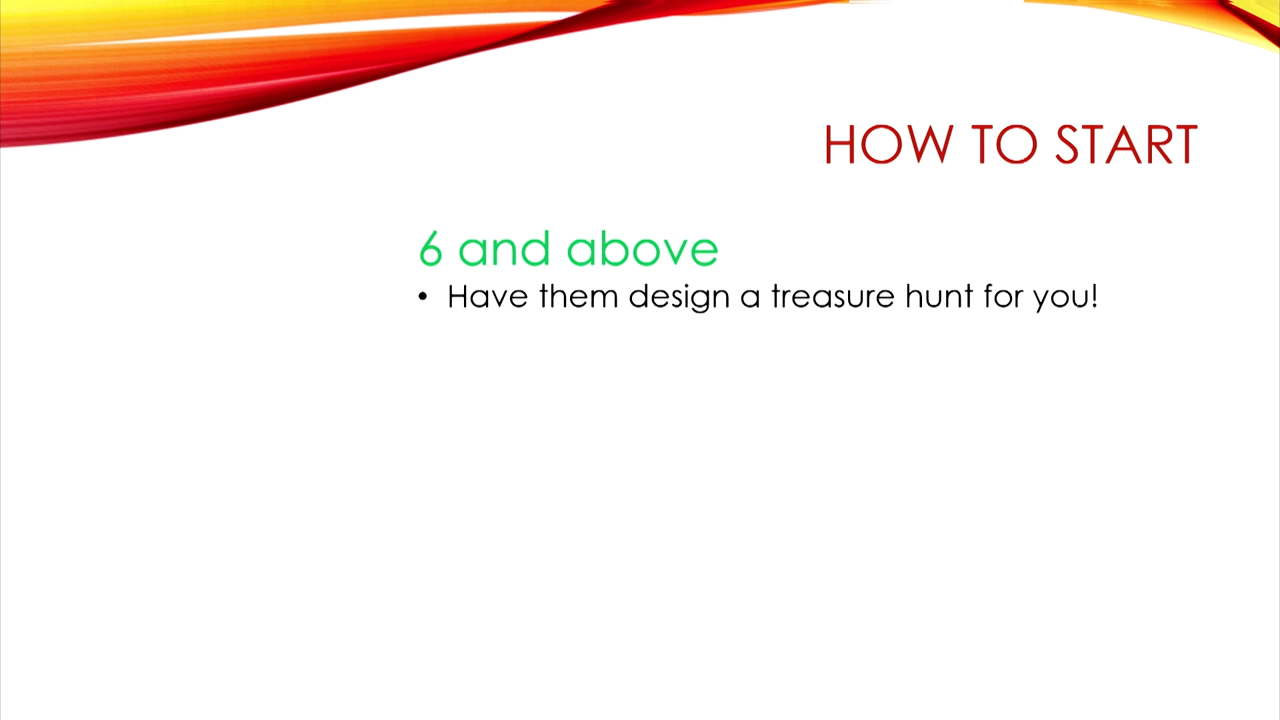 HOW TO START
6 and above
• Have them design a treasure hunt for you!